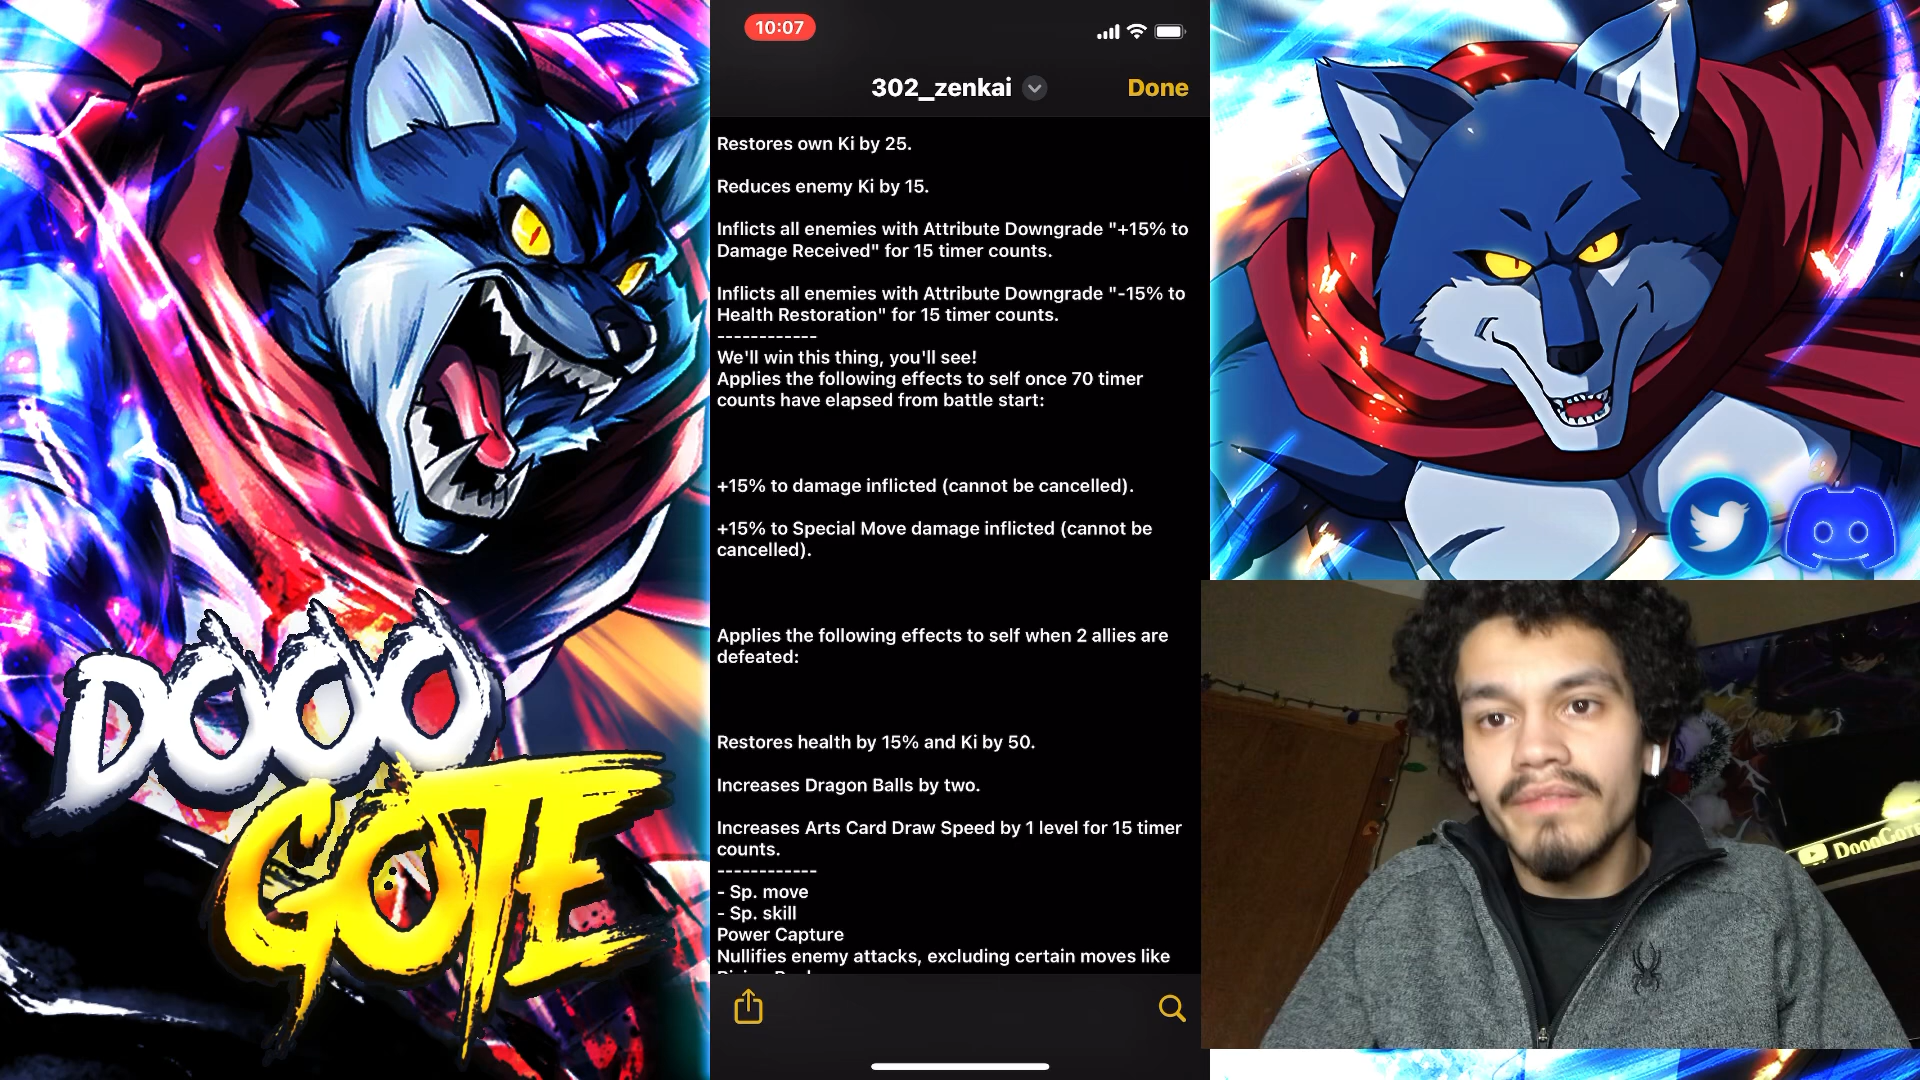 10:07
302_zenkai
Done
Restores own Ki by 25.
Reduces enemy Ki by 15.
Inflicts all enemies with Attribute Downgrade "+15% to
Damage Received" for 15 timer counts.
Inflicts all enemies with Attribute Downgrade "-15% to
Health Restoration" for 15 timer counts.
------------
We'll win this thing, you'll see!
Applies the following effects to self once 70 timer
counts have elapsed from battle start:
+15% to damage inflicted (cannot be cancelled).
+15% to Special Move damage inflicted (cannot be
cancelled).
Applies the following effects to self when 2 allies are
defeated:
Restores health by 15% and Ki by 50.
Increases Dragon Balls by two.
Increases Arts Card Draw Speed by 1 level for 15 timer
counts.
------------
- Sp. move
- Sp. skill
Power Capture
Nullifies enemy attacks, excluding certain moves like
DOOO
GOTE